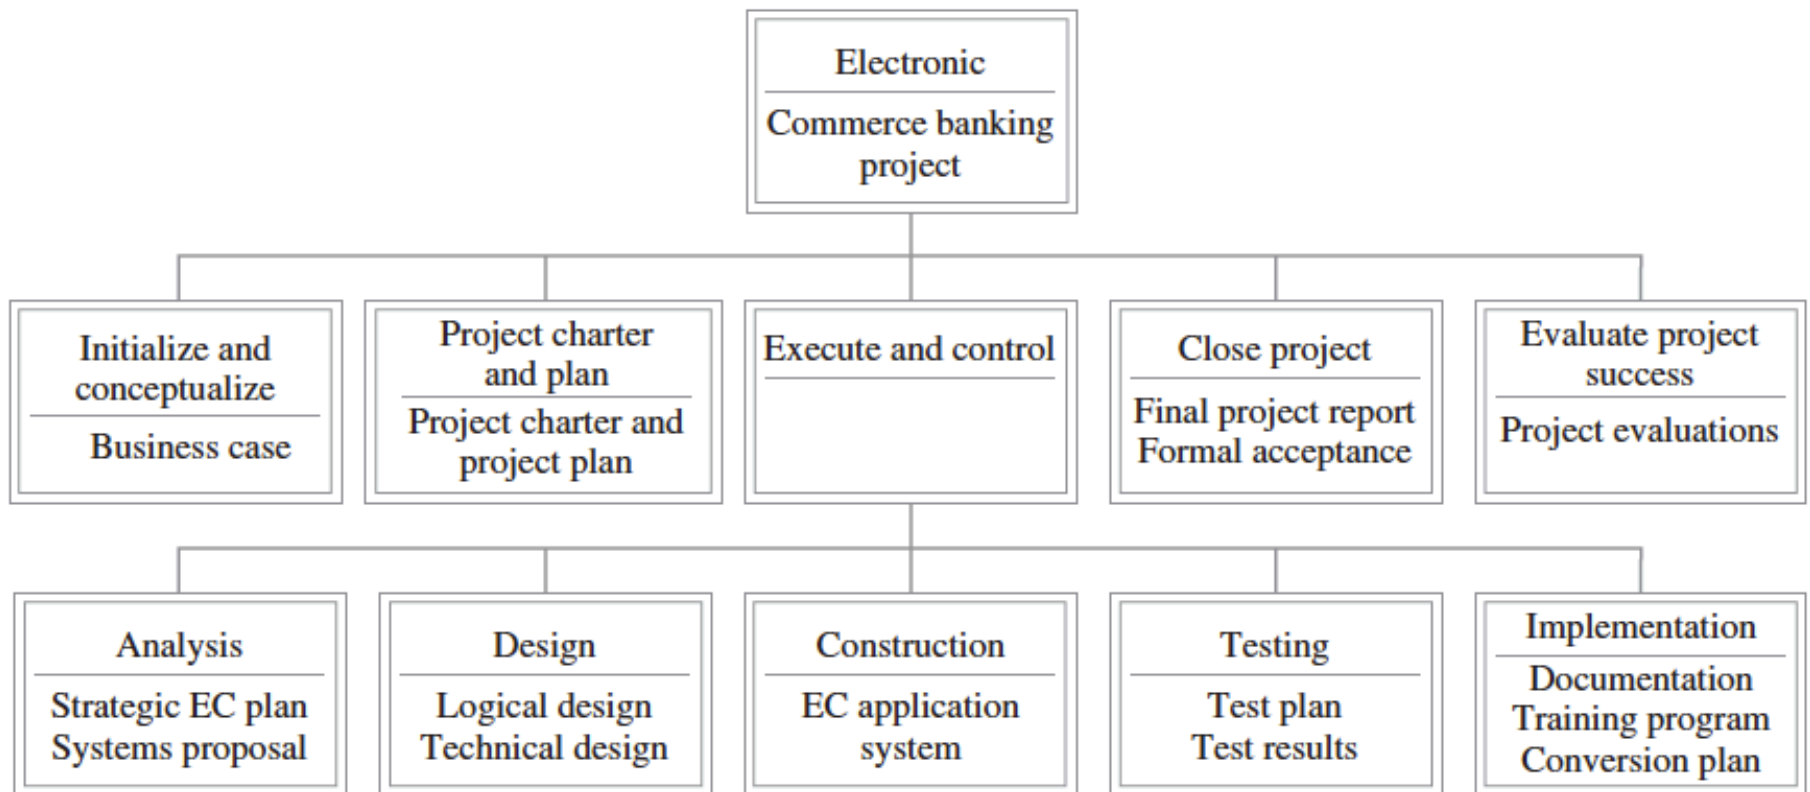 Electronic
Commerce banking
project
Initialize and
conceptualize
Business case
Project charter
and plan
Project charter and
project plan
Execute and control
Close project
Final project report
Formal acceptance
Evaluate project
success
Project evaluations
Analysis
Strategic EC plan
Systems proposal
Design
Logical design
Technical design
Construction
EC application
system
Testing
Test plan
Test results
Implementation
Documentation
Training program
Conversion plan